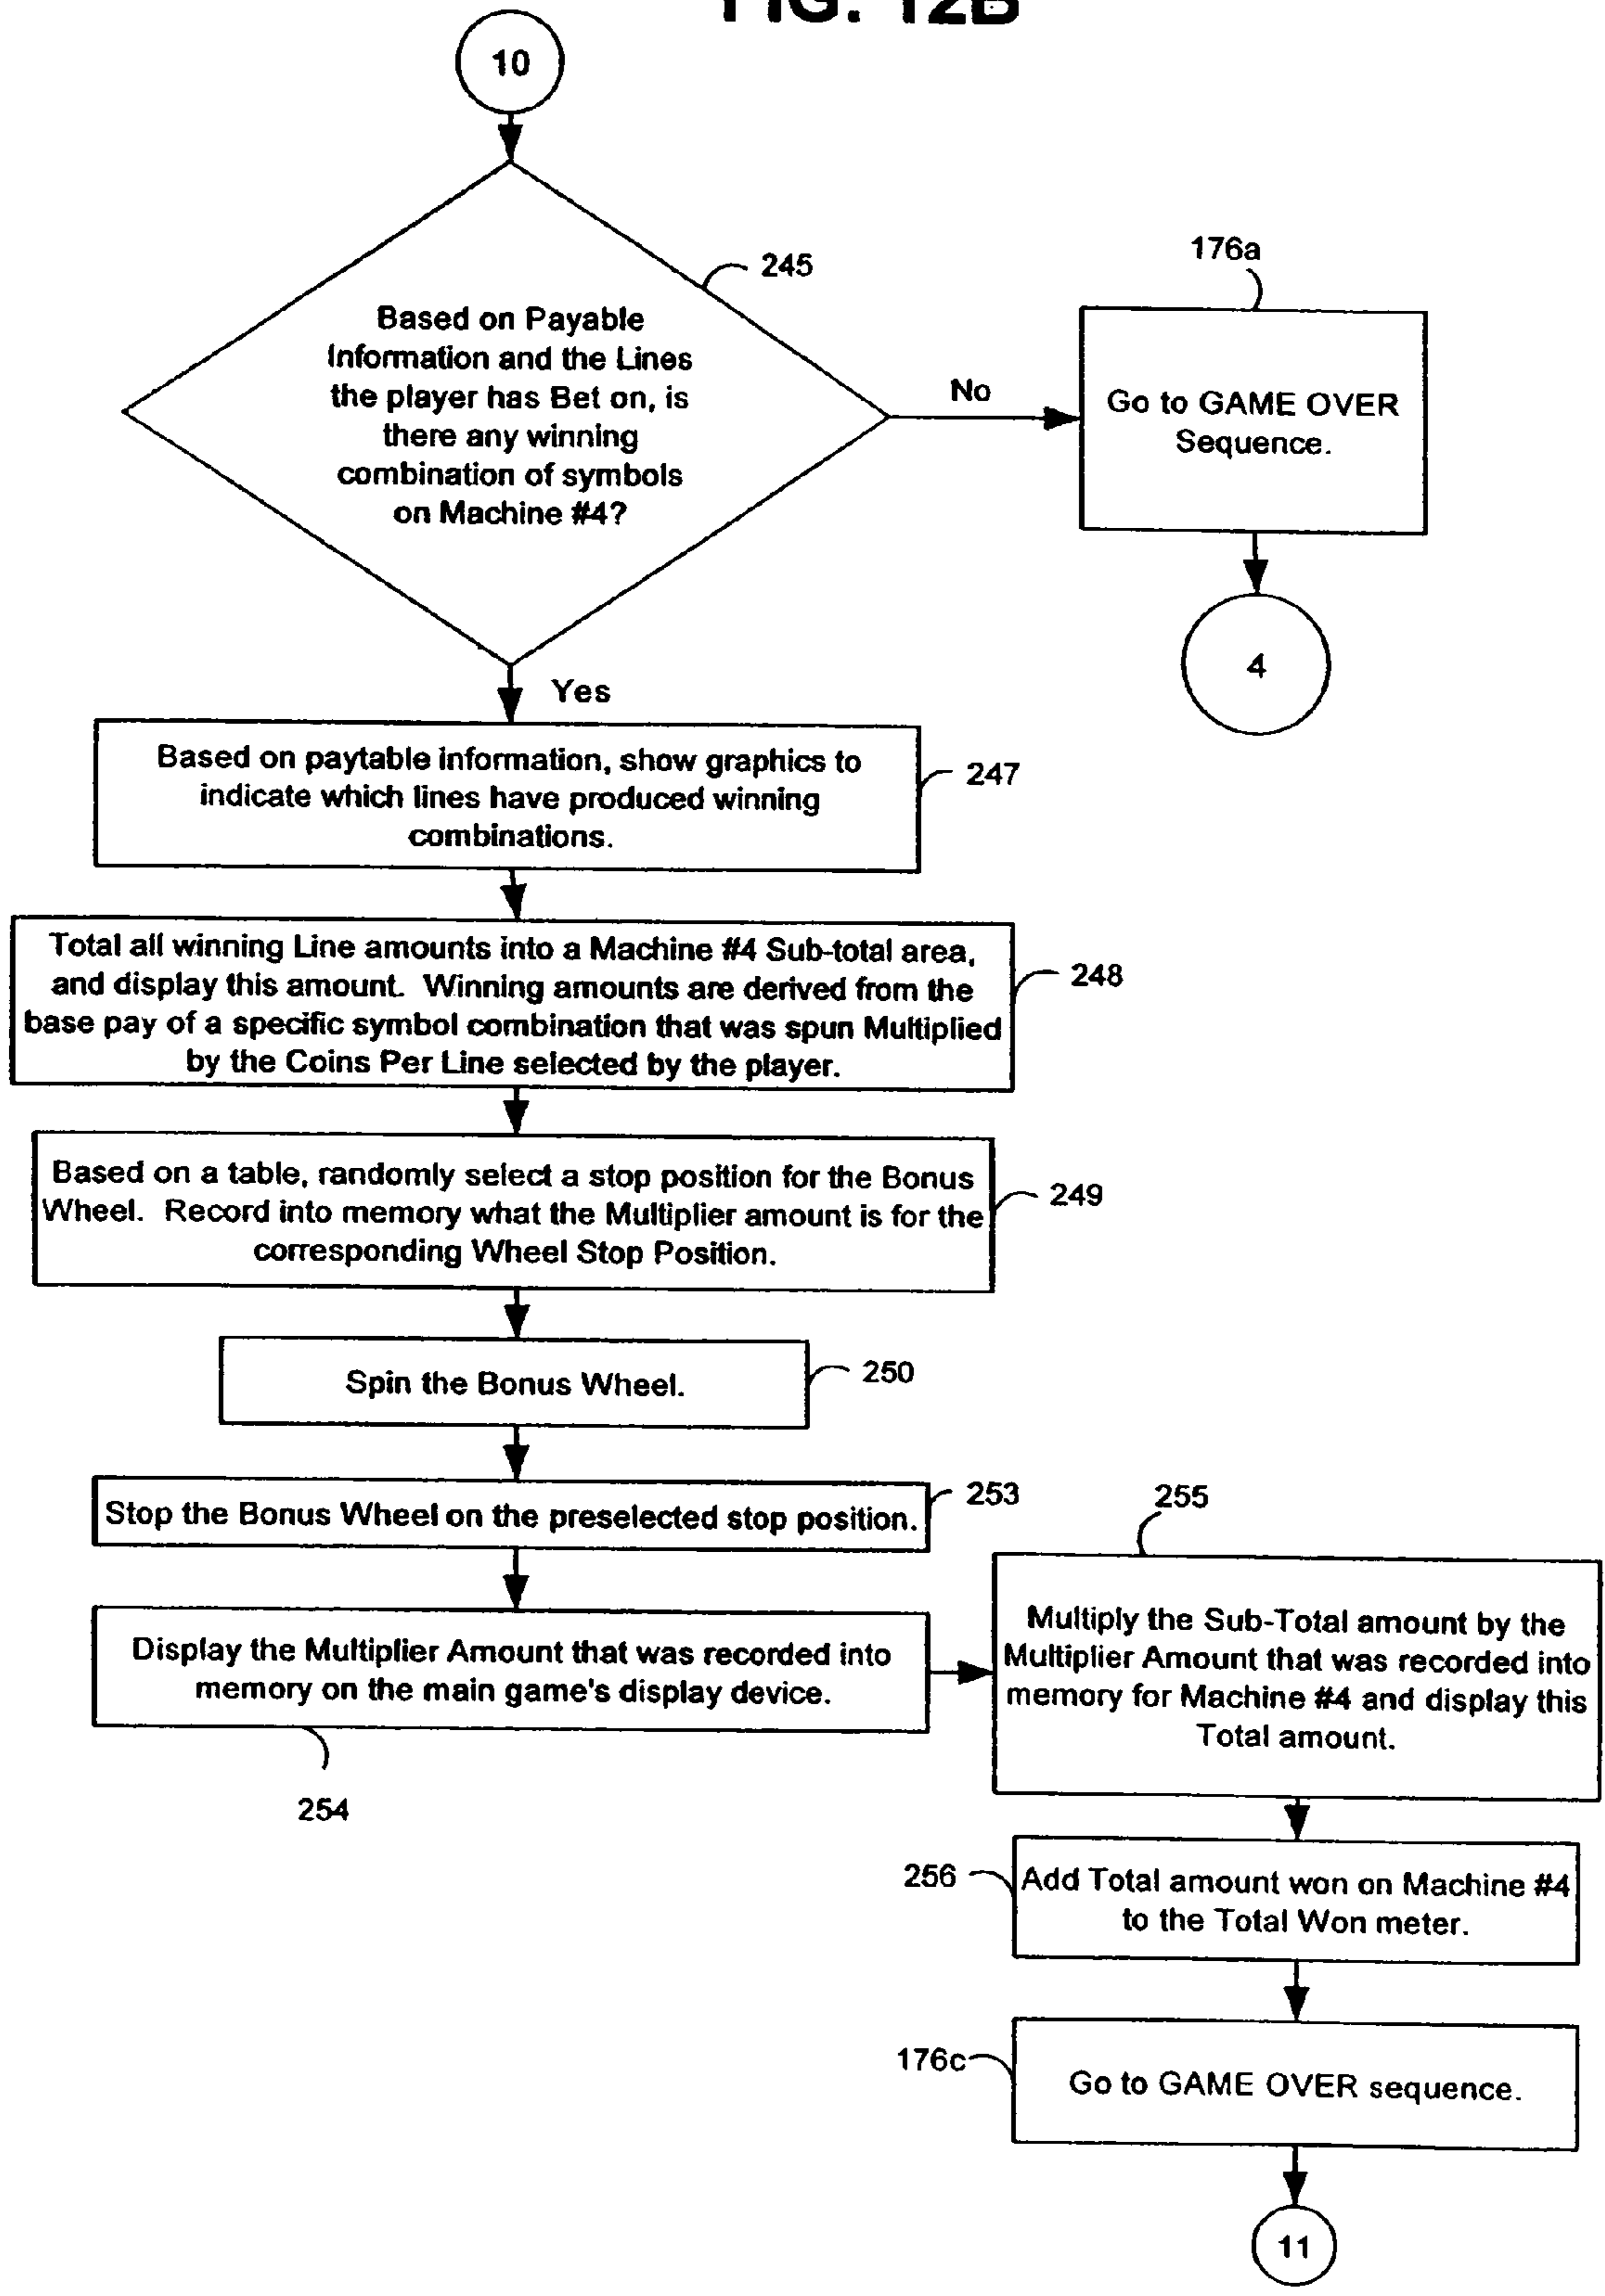 FIG. 12B
10
245
Based on Payable
Information and the Lines
the player has Bet on, is
there any winning
combination of symbols
on Machine #4?
No
176a
Go to GAME OVER
Sequence.
4
Yes
Based on paytable information, show graphics to
indicate which lines have produced winning
combinations.
247
Total all winning Line amounts into a Machine #4 Sub-total area,
and display this amount. Winning amounts are derived from the
base pay of a specific symbol combination that was spun Multiplied
by the Coins Per Line selected by the player.
248
Based on a table, randomly select a stop position for the Bonus
Wheel. Record into memory what the Multiplier amount is for the
corresponding Wheel Stop Position.
249
Spin the Bonus Wheel.
250
Stop the Bonus Wheel on the preselected stop position.
253
Display the Multiplier Amount that was recorded into
memory on the main game's display device.
254
255
Multiply the Sub-Total amount by the
Multiplier Amount that was recorded into
memory for Machine #4 and display this
Total amount.
256
Add Total amount won on Machine #4
to the Total Won meter.
176c
Go to GAME OVER sequence.
11